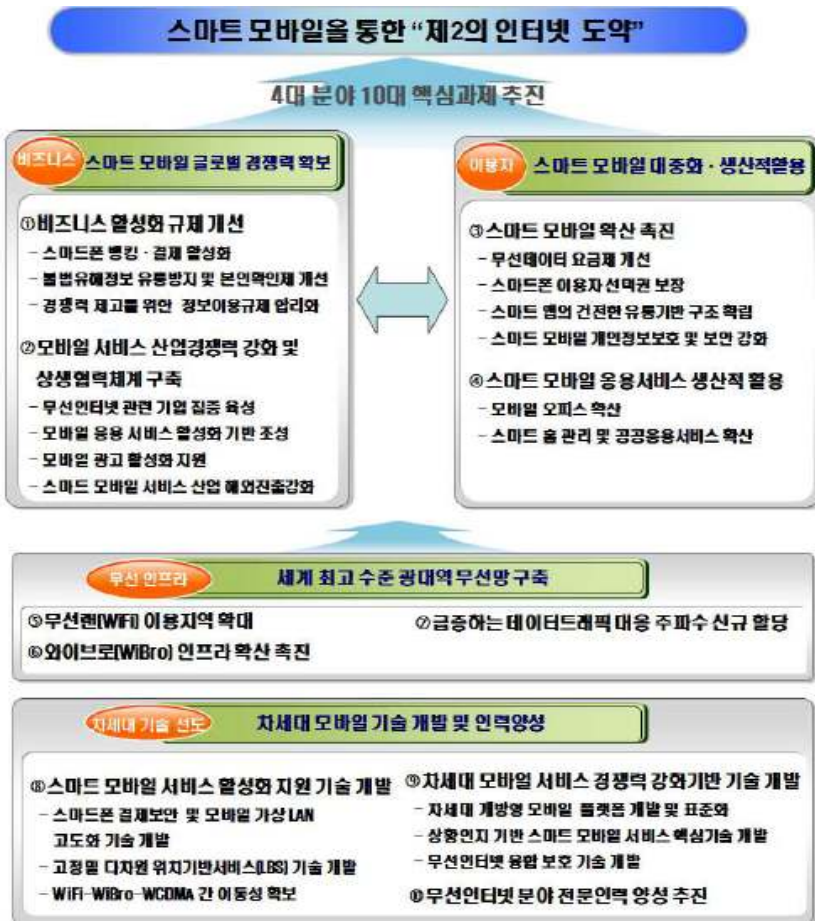 스마트 모바일을 통한 “제2의 인터넷 도약”
4대 분야 10대 핵심과제 추진
비즈니스 스마트 모바일 글로벌 경쟁력 확보
①비즈니스 활성화 규제 개선
- 스마트폰 뱅킹·결제 활성화
- 불법유해정보 유통방지 및 본인확인제 개선
- 경쟁력 제고를 위한 정보이용규제 합리화
②모바일 서비스 산업경쟁력 강화 및
상생협력체계 구축
- 무선인터넷 관련 기업 집중 육성
- 모바일 응용 서비스 활성화 기반 조성
- 모바일 광고 활성화 지원
- 스마트 모바일 서비스 산업 해외진출강화
이용자 스마트 모바일 대중화·생산적활용
③스마트 모바일 확산 촉진
- 무선데이터 요금제 개선
- 스마트폰 이용자 선택권 보장
- 스마트 앱의 건전한 유통기반 구조 확립
- 스마트 모바일 개인정보보호 및 보안 강화
④스마트 모바일 응용서비스 생산적 활용
- 모바일 오피스 확산
- 스마트 홈 관리 및 공공응용서비스 확산
무선 인프라 세계 최고 수준 광대역 무선망 구축
⑤무선랜(WiFi) 이용지역 확대
⑥와이브로(WiBro) 인프라 확산 촉진
⑦급증하는 데이터트래픽 대응 주파수 신규 할당
차세대 기술 선도 차세대 모바일 기술 개발 및 인력양성
⑧스마트 모바일 서비스 활성화 지원 기술 개발
- 스마트폰 결제보안 및 모바일 가상 LAN
고도화 기술 개발
- 고정밀 다차원 위치기반서비스(LBS) 기술 개발
- WiFi-WiBro-WCDMA 간 이동성 확보
⑨차세대 모바일 서비스 경쟁력 강화기반 기술 개발
- 차세대 개방형 모바일 플랫폼 개발 및 표준화
- 상황인지 기반 스마트 모바일 서비스 핵심기술 개발
- 무선인터넷 융합 보호 기술 개발
⑩무선인터넷 분야 전문인력 양성 추진